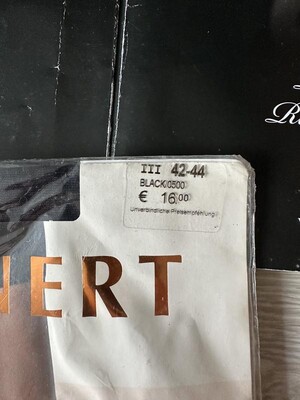 III 42-44
BLACK/0500
€ 16.00
Unverbindliche Preisempfehlung
NERT